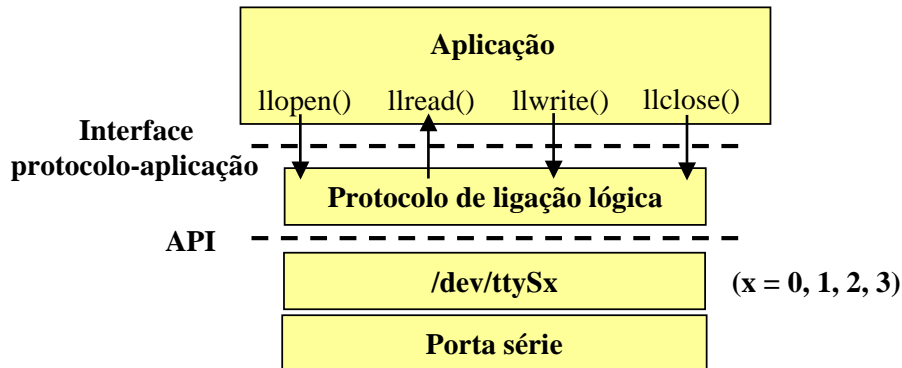 Aplicação
llopen() llread() llwrite() llclose()
Interface
protocolo-aplicação
Protocolo de ligação lógica
API
/dev/ttySx
(x = 0, 1, 2, 3)
Porta série